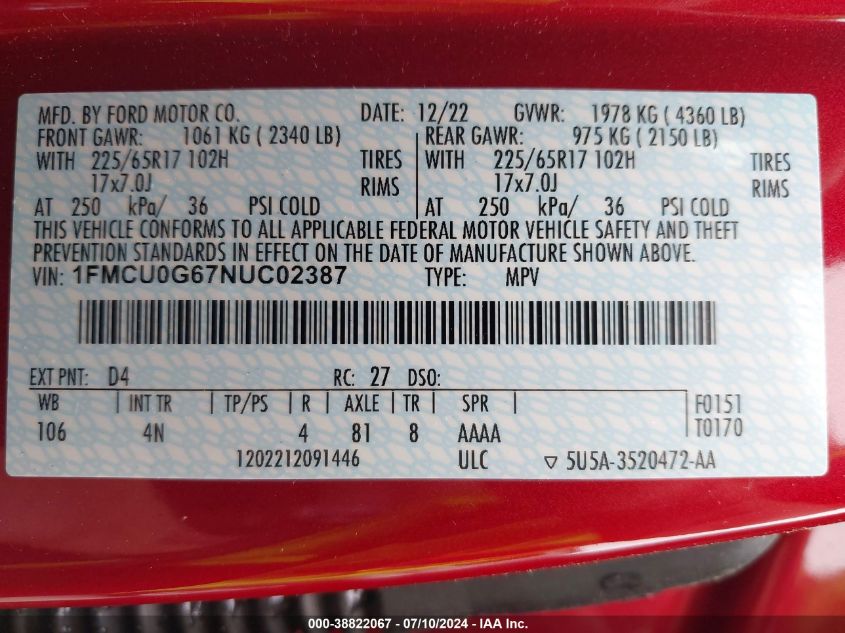 MFD. BY FORD MOTOR CO. DATE: 12/22 GVWR: 1978 KG ( 4360 LB)
FRONT GAWR: 1061 KG ( 2340 LB) REAR GAWR: 975 KG ( 2150 LB)
WITH 225/65R17 102H TIRES WITH 225/65R17 102H TIRES
17x7.0J RIMS 17x7.0J RIMS
AT 250 kPa/ 36 PSI COLD AT 250 kPa/ 36 PSI COLD
THIS VEHICLE CONFORMS TO ALL APPLICABLE FEDERAL MOTOR VEHICLE SAFETY AND THEFT
PREVENTION STANDARDS IN EFFECT ON THE DATE OF MANUFACTURE SHOWN ABOVE.
VIN: 1FMCU0G67NUC02387 TYPE: MPV
EXT PNT: D4 RC: 27 DSO:
WB INT TR TP/PS R AXLE TR SPR F0151
106 4N 4 81 8 AAAA T0170
1202212091446 ULC ▽ 5U5A-3520472-AA
000-38822067 - 07/10/2024 - IAA Inc.